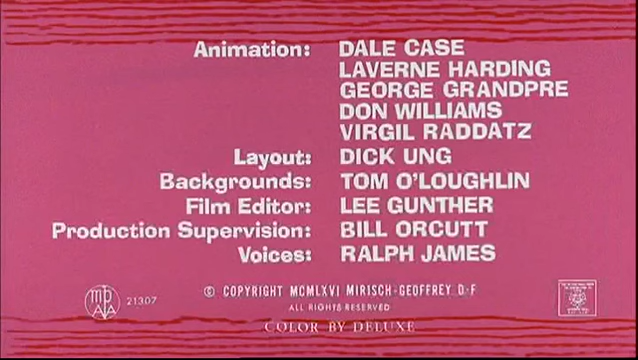 Animation: DALE CASE
LAVERNE HARDING
GEORGE GRANDPRE
DON WILLIAMS
VIRGIL RADDATZ
Layout: DICK UNG
Backgrounds: TOM O'LOUGHLIN
Film Editor: LEE GUNTHER
Production Supervision: BILL ORCUTT
Voices: RALPH JAMES
MPAA 21307
© COPYRIGHT MCMLXVI MIRISCH-GEOFFREY D-F
ALL RIGHTS RESERVED
COLOR BY DELUXE